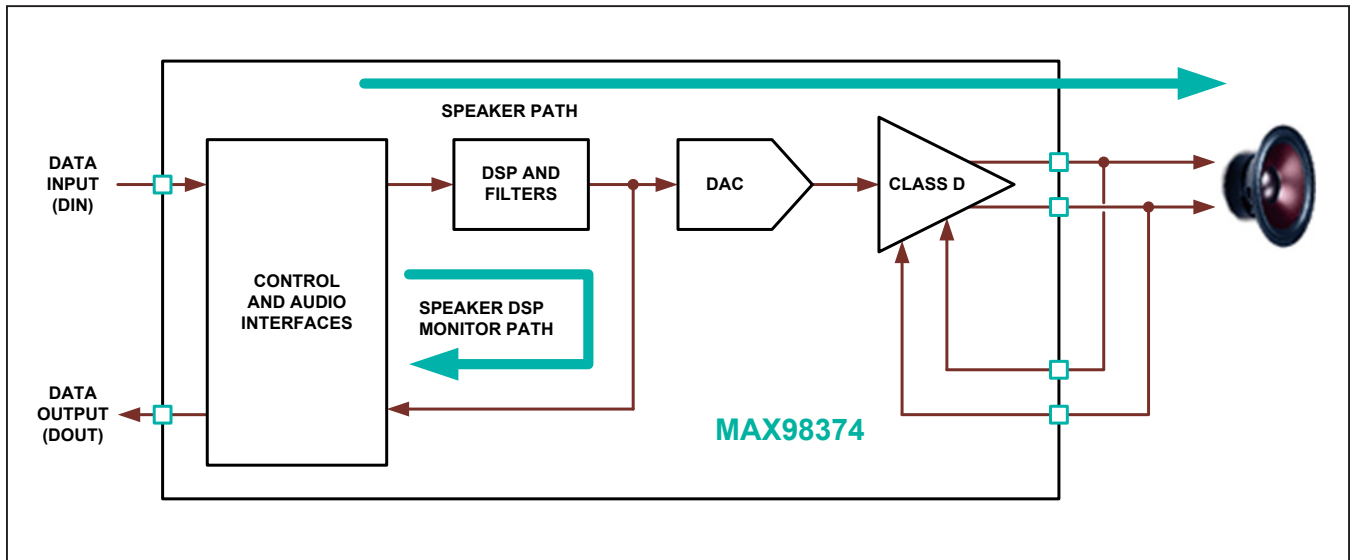 SPEAKER PATH
DATA
INPUT
(DIN)
DSP AND
FILTERS
DAC
CLASS D
CONTROL
AND AUDIO
INTERFACES
SPEAKER DSP
MONITOR PATH
DATA
OUTPUT
(DOUT)
MAX98374